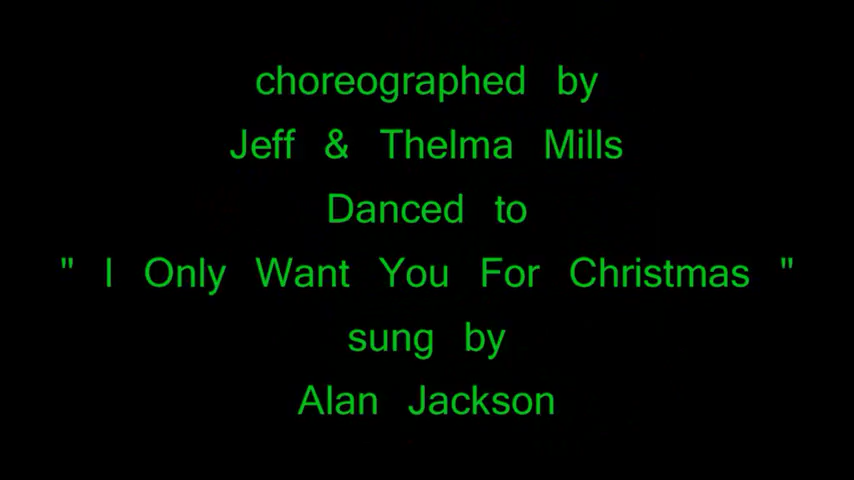 choreographed by
Jeff & Thelma Mills
Danced to
" I Only Want You For Christmas "
sung by
Alan Jackson